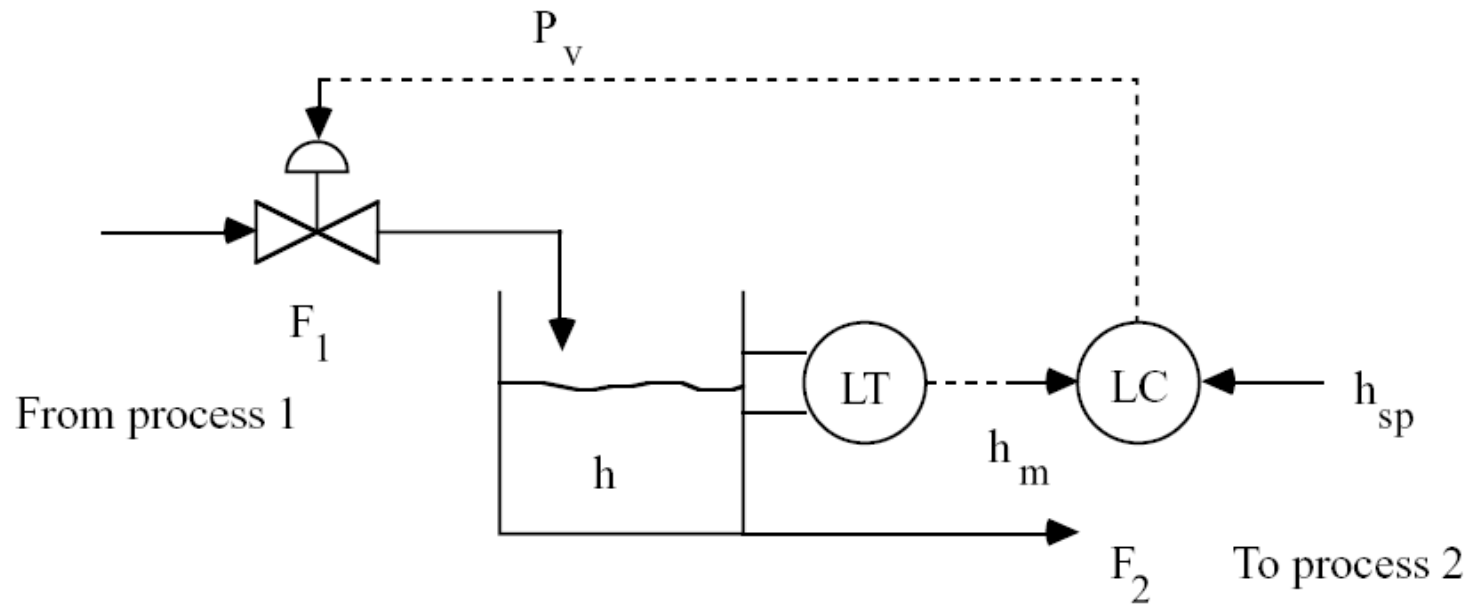 P_v
F_1
From process 1
LT
LC
h_sp
h_m
h
F_2
To process 2